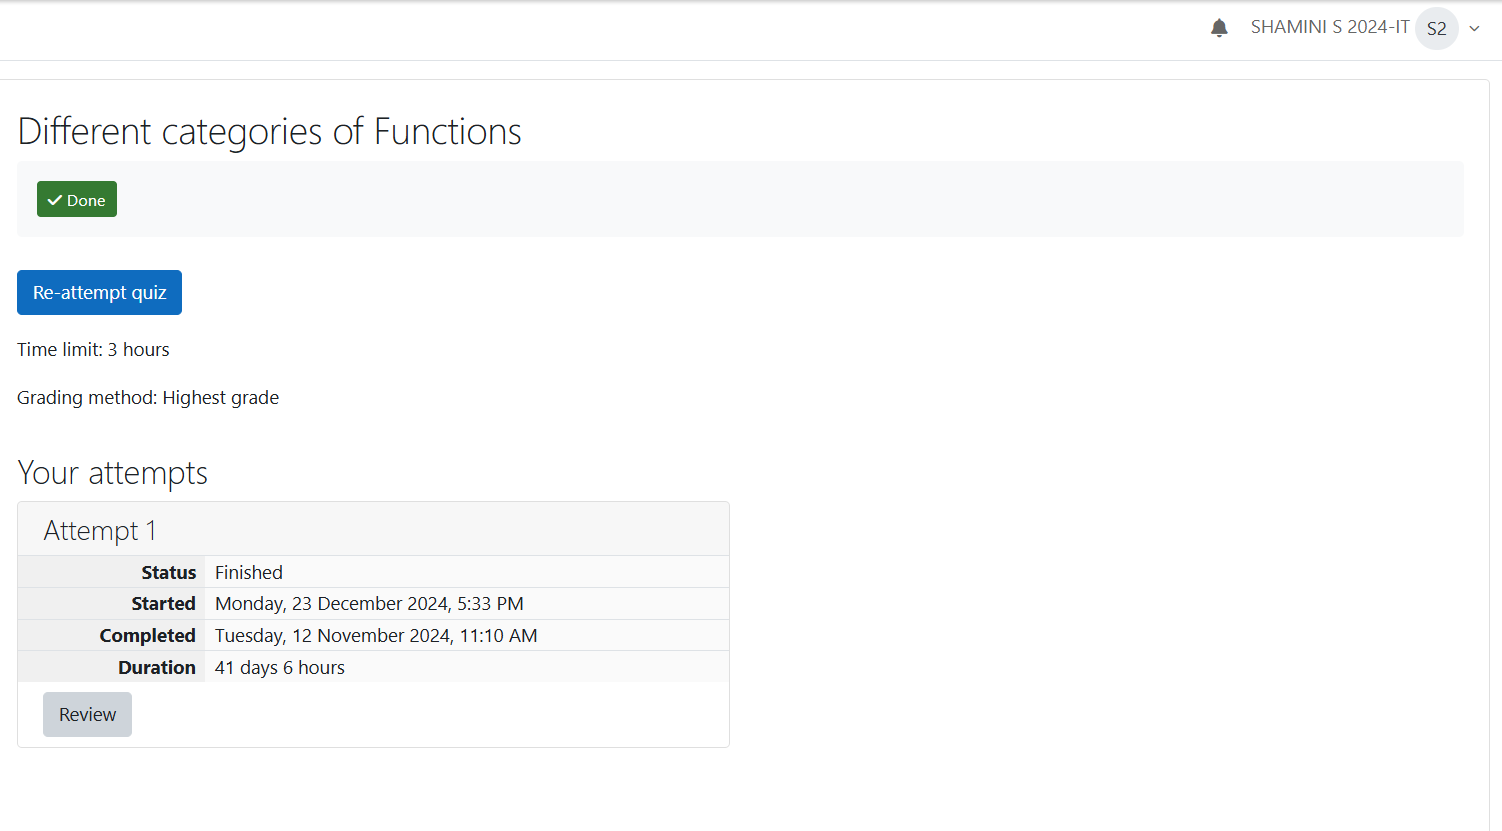 SHAMINI S 2024-IT S2
Different categories of Functions
Done
Re-attempt quiz
Time limit: 3 hours
Grading method: Highest grade
Your attempts
Attempt 1
Status Finished
Started Monday, 23 December 2024, 5:33 PM
Completed Tuesday, 12 November 2024, 11:10 AM
Duration 41 days 6 hours
Review